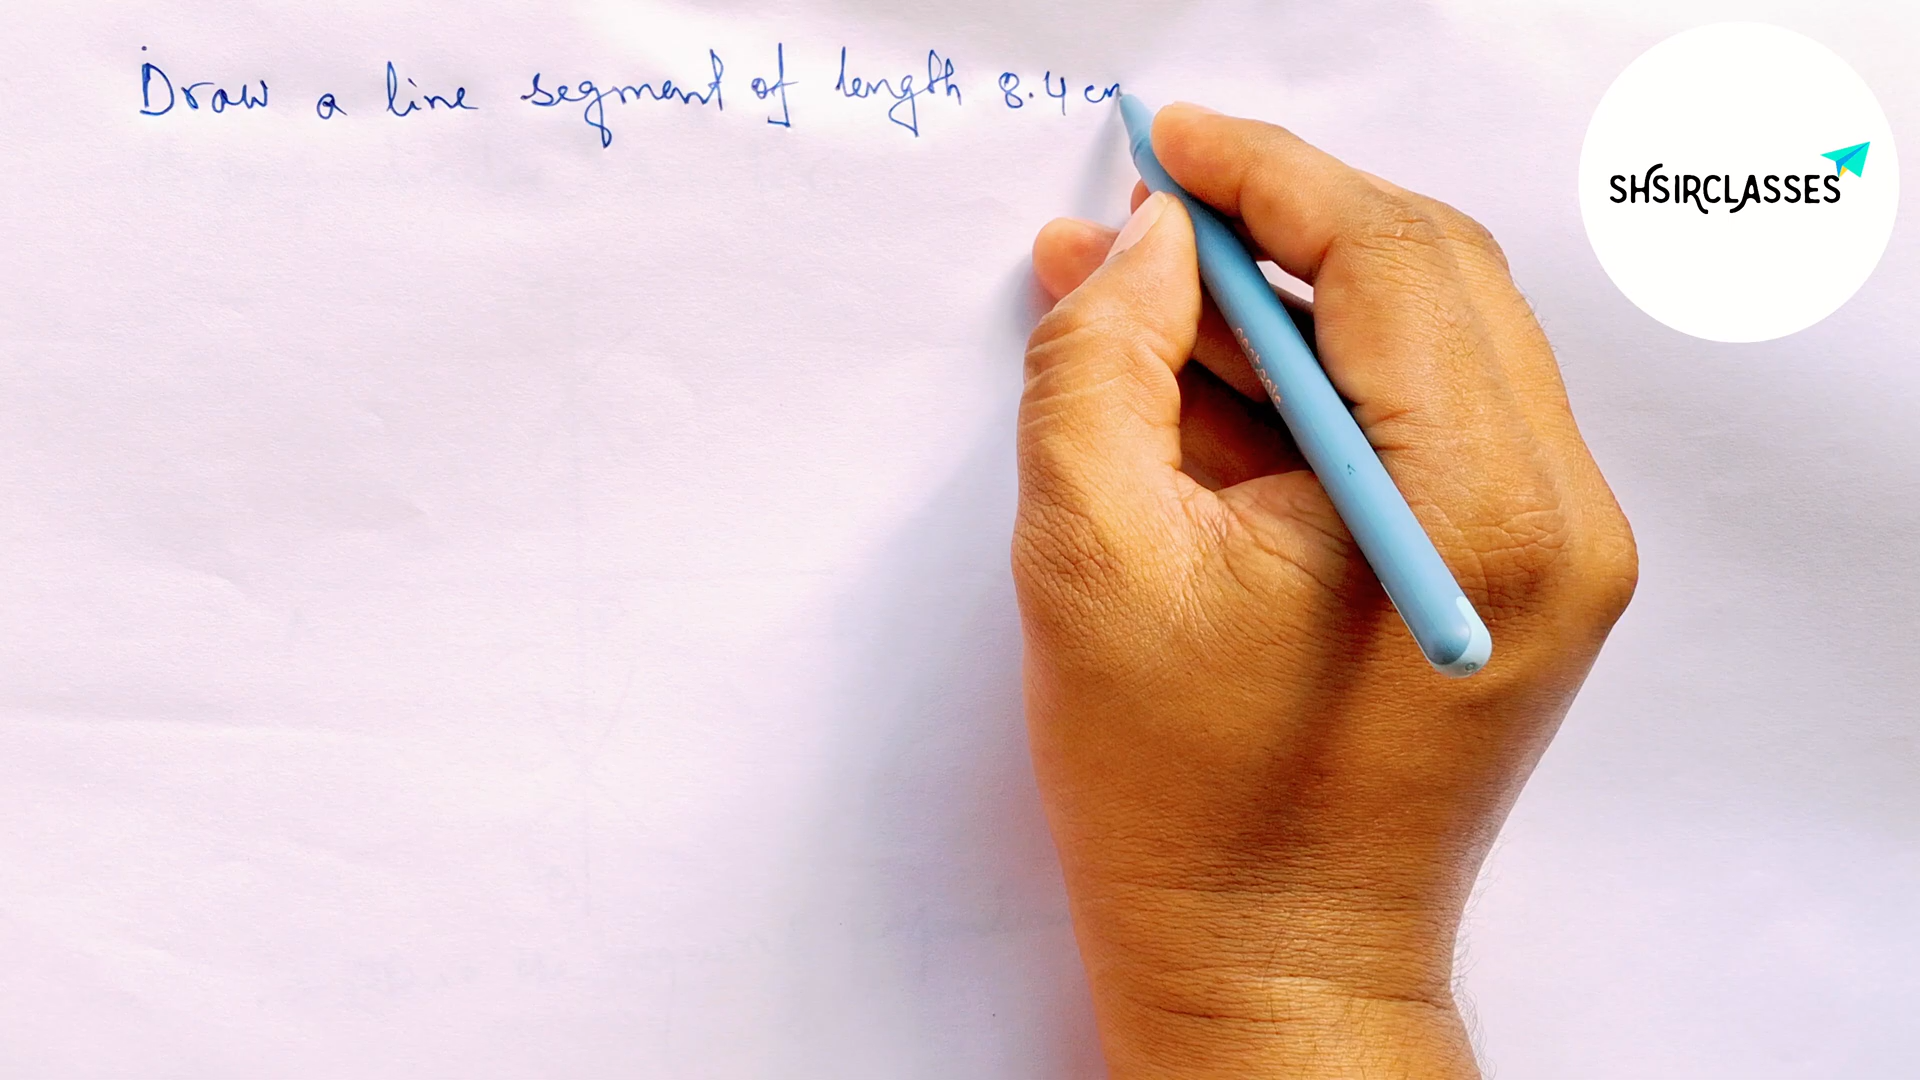 Draw a line segment of length 8.4 cm
SHSIRCLASSES